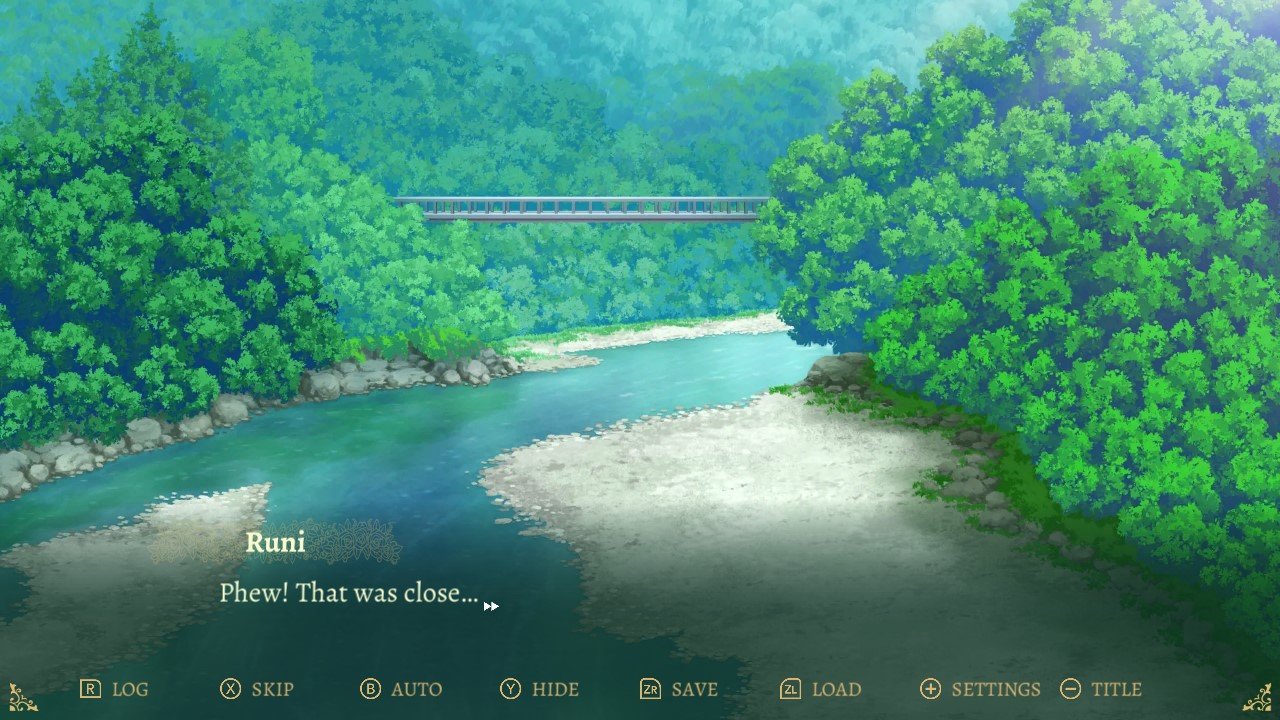 Runi
Phew! That was close...
R LOG X SKIP B AUTO Y HIDE ZR SAVE ZL LOAD + SETTINGS − TITLE